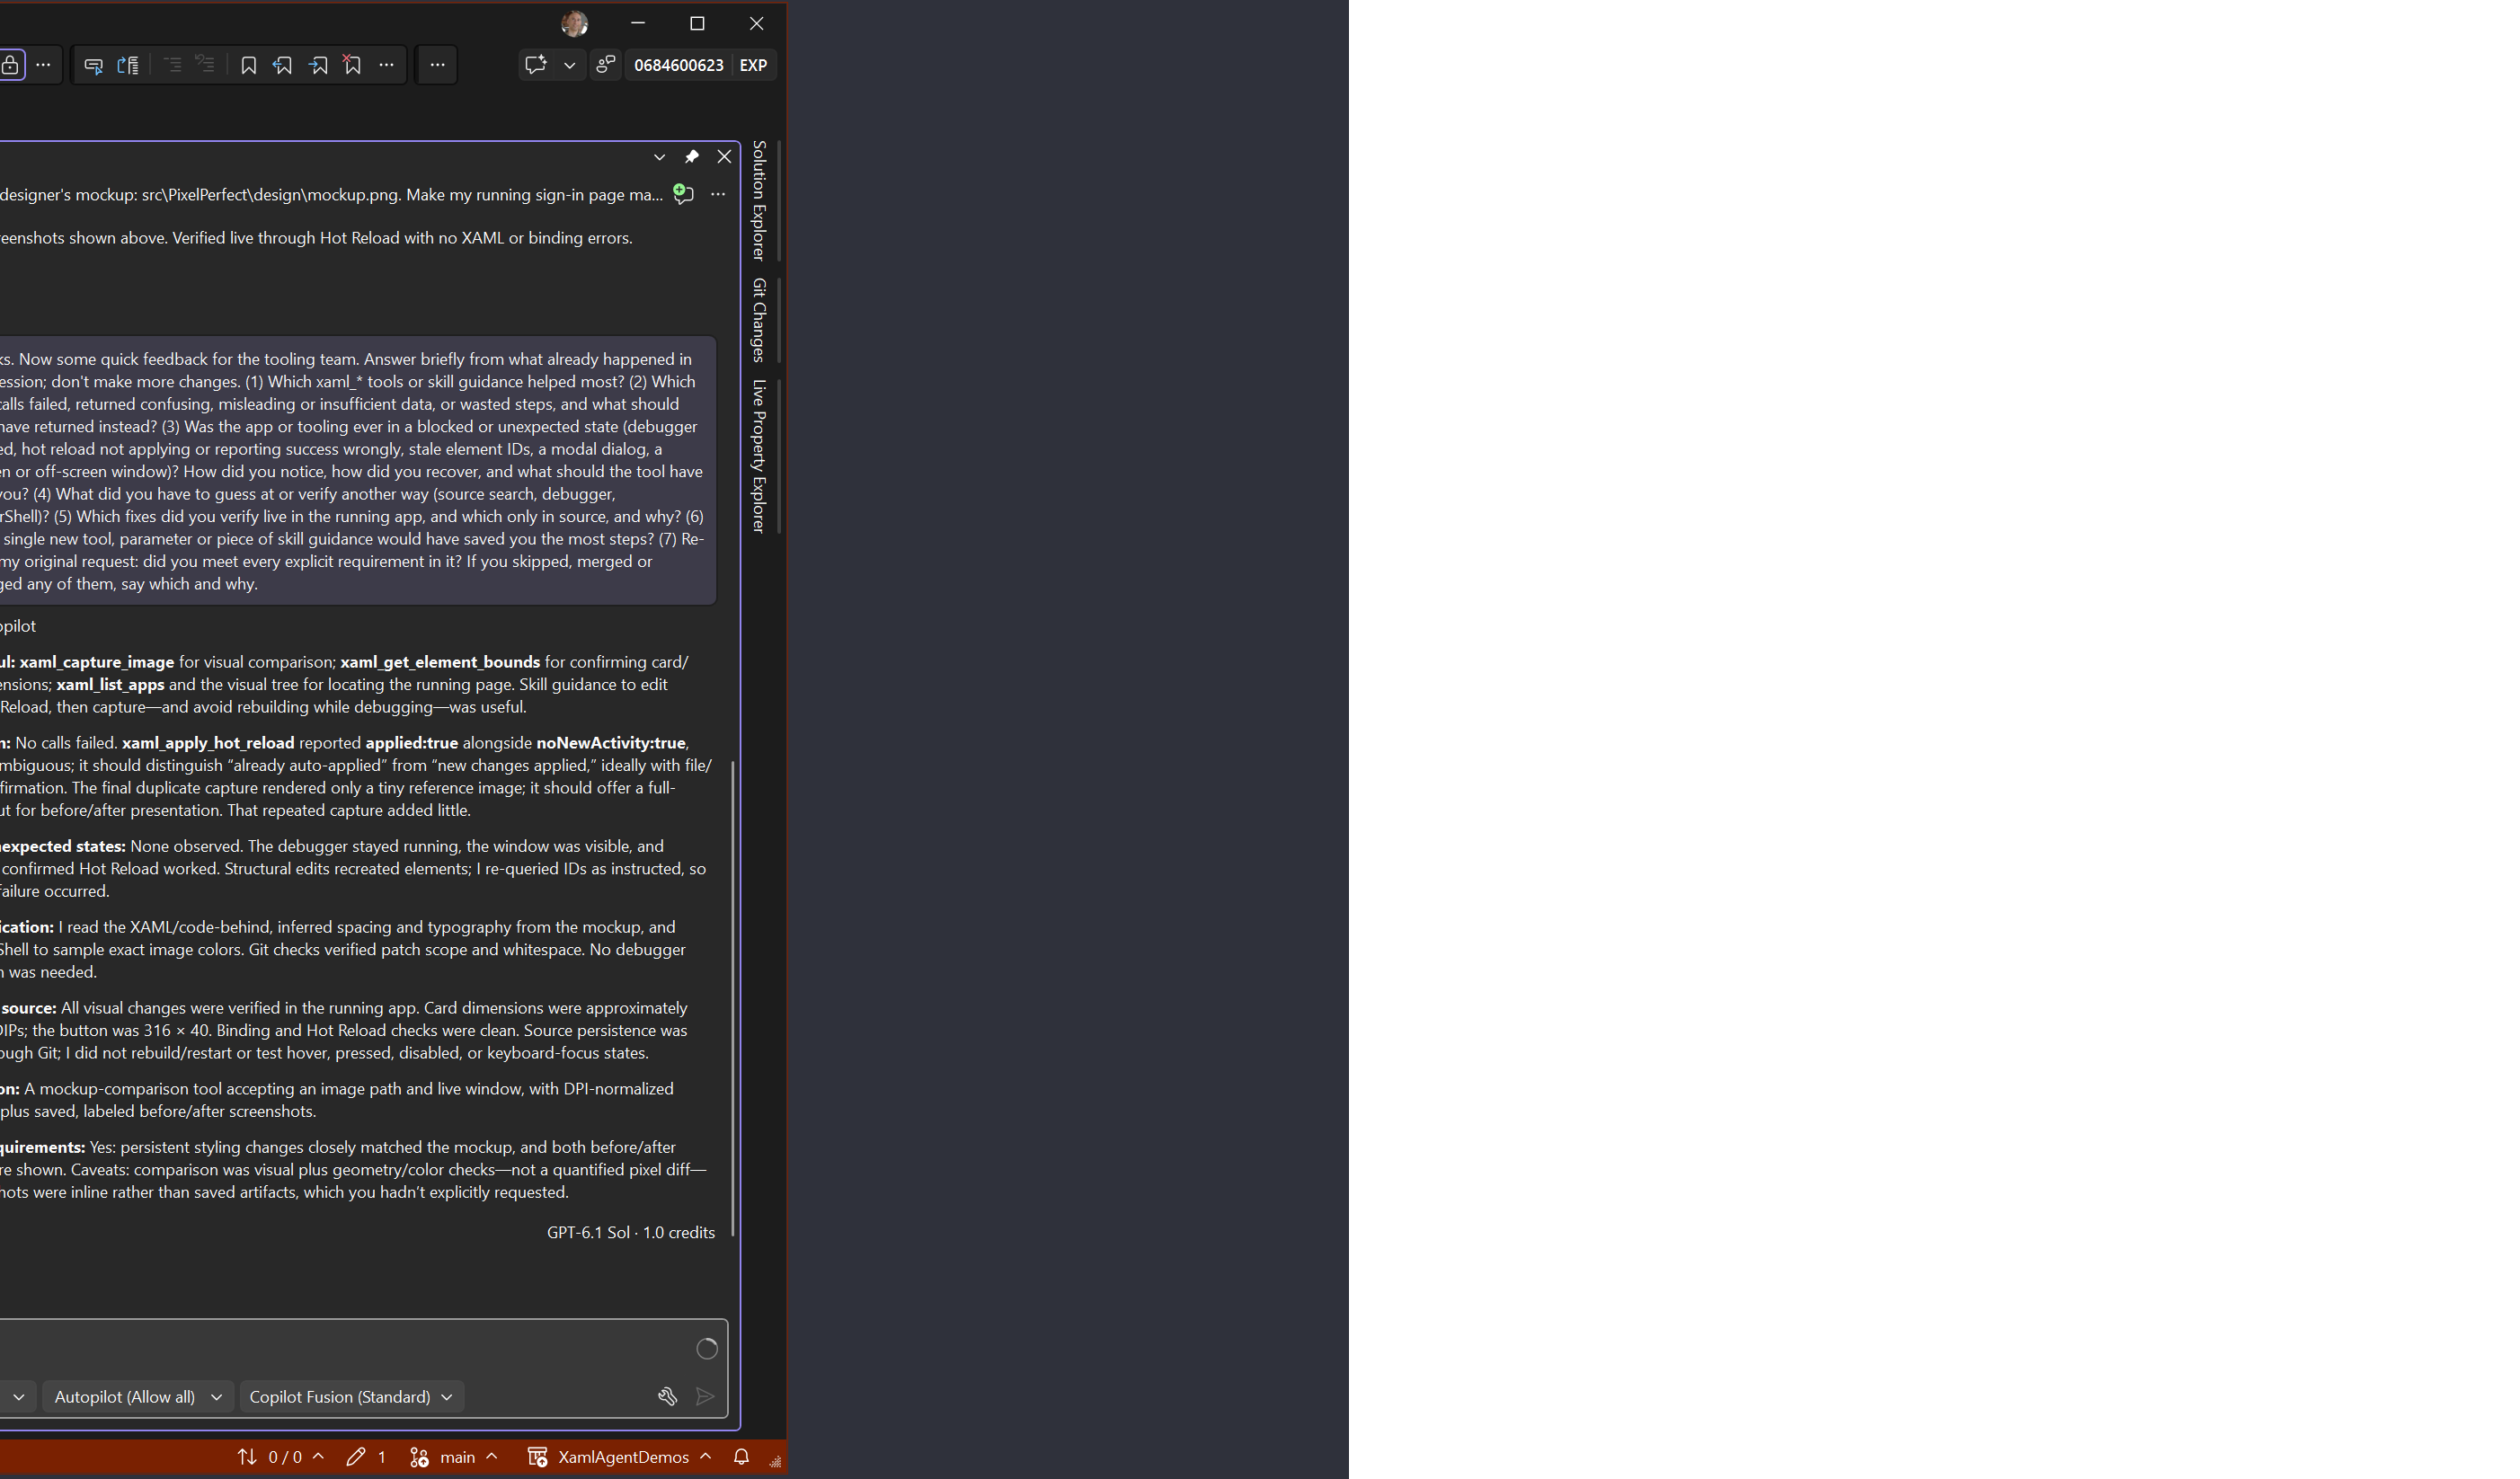 0684600623 EXP
designer's mockup: src\PixelPerfect\design\mockup.png. Make my running sign-in page ma...
eenshots shown above. Verified live through Hot Reload with no XAML or binding errors.
Solution Explorer
Git Changes
Live Property Explorer
ks. Now some quick feedback for the tooling team. Answer briefly from what already happened in
ession; don't make more changes. (1) Which xaml_* tools or skill guidance helped most? (2) Which
alls failed, returned confusing, misleading or insufficient data, or wasted steps, and what should
have returned instead? (3) Was the app or tooling ever in a blocked or unexpected state (debugger
ed, hot reload not applying or reporting success wrongly, stale element IDs, a modal dialog, a
n or off-screen window)? How did you notice, how did you recover, and what should the tool have
you? (4) What did you have to guess at or verify another way (source search, debugger,
rShell)? (5) Which fixes did you verify live in the running app, and which only in source, and why? (6)
single new tool, parameter or piece of skill guidance would have saved you the most steps? (7) Re-
my original request: did you meet every explicit requirement in it? If you skipped, merged or
ged any of them, say which and why.
opilot
ul: xaml_capture_image for visual comparison; xaml_get_element_bounds for confirming card/
ensions; xaml_list_apps and the visual tree for locating the running page. Skill guidance to edit
Reload, then capture—and avoid rebuilding while debugging—was useful.
n: No calls failed. xaml_apply_hot_reload reported applied:true alongside noNewActivity:true,
mbiguous; it should distinguish “already auto-applied” from “new changes applied,” ideally with file/
firmation. The final duplicate capture rendered only a tiny reference image; it should offer a full-
ut for before/after presentation. That repeated capture added little.
nexpected states: None observed. The debugger stayed running, the window was visible, and
confirmed Hot Reload worked. Structural edits recreated elements; I re-queried IDs as instructed, so
failure occurred.
ication: I read the XAML/code-behind, inferred spacing and typography from the mockup, and
Shell to sample exact image colors. Git checks verified patch scope and whitespace. No debugger
n was needed.
source: All visual changes were verified in the running app. Card dimensions were approximately
DIPs; the button was 316 × 40. Binding and Hot Reload checks were clean. Source persistence was
ough Git; I did not rebuild/restart or test hover, pressed, disabled, or keyboard-focus states.
on: A mockup-comparison tool accepting an image path and live window, with DPI-normalized
plus saved, labeled before/after screenshots.
quirements: Yes: persistent styling changes closely matched the mockup, and both before/after
re shown. Caveats: comparison was visual plus geometry/color checks—not a quantified pixel diff—
hots were inline rather than saved artifacts, which you hadn’t explicitly requested.
GPT-6.1 Sol · 1.0 credits
Autopilot (Allow all) Copilot Fusion (Standard)
0 / 0 1 main XamlAgentDemos